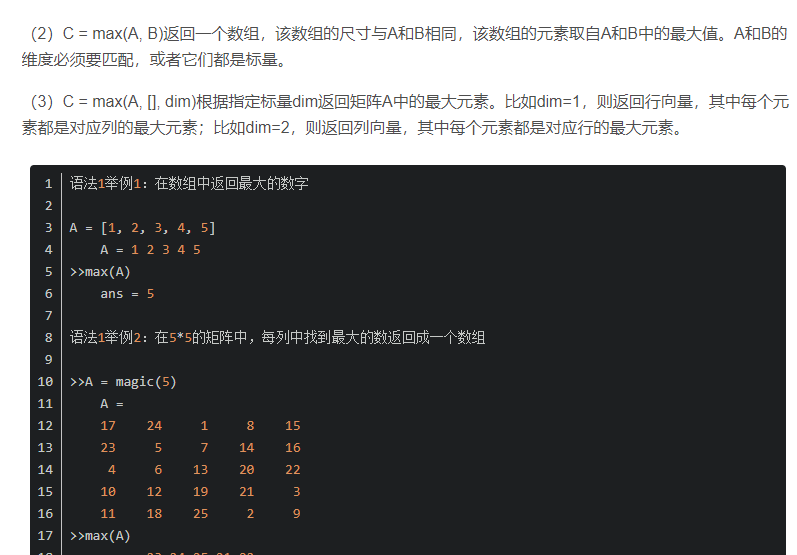 （2）C = max(A, B)返回一个数组，该数组的尺寸与A和B相同，该数组的元素取自A和B中的最大值。A和B的
维度必须要匹配，或者它们都是标量。
（3）C = max(A, [], dim)根据指定标量dim返回矩阵A中的最大元素。比如dim=1，则返回行向量，其中每个元
素都是对应列的最大元素；比如dim=2，则返回列向量，其中每个元素都是对应行的最大元素。
1 语法1举例1：在数组中返回最大的数字
2
3 A = [1, 2, 3, 4, 5]
4 A = 1 2 3 4 5
5 >>max(A)
6 ans = 5
7
8 语法1举例2：在5*5的矩阵中，每列中找到最大的数返回成一个数组
9
10 >>A = magic(5)
11 A =
12 17 24 1 8 15
13 23 5 7 14 16
14 4 6 13 20 22
15 10 12 19 21 3
16 11 18 25 2 9
17 >>max(A)